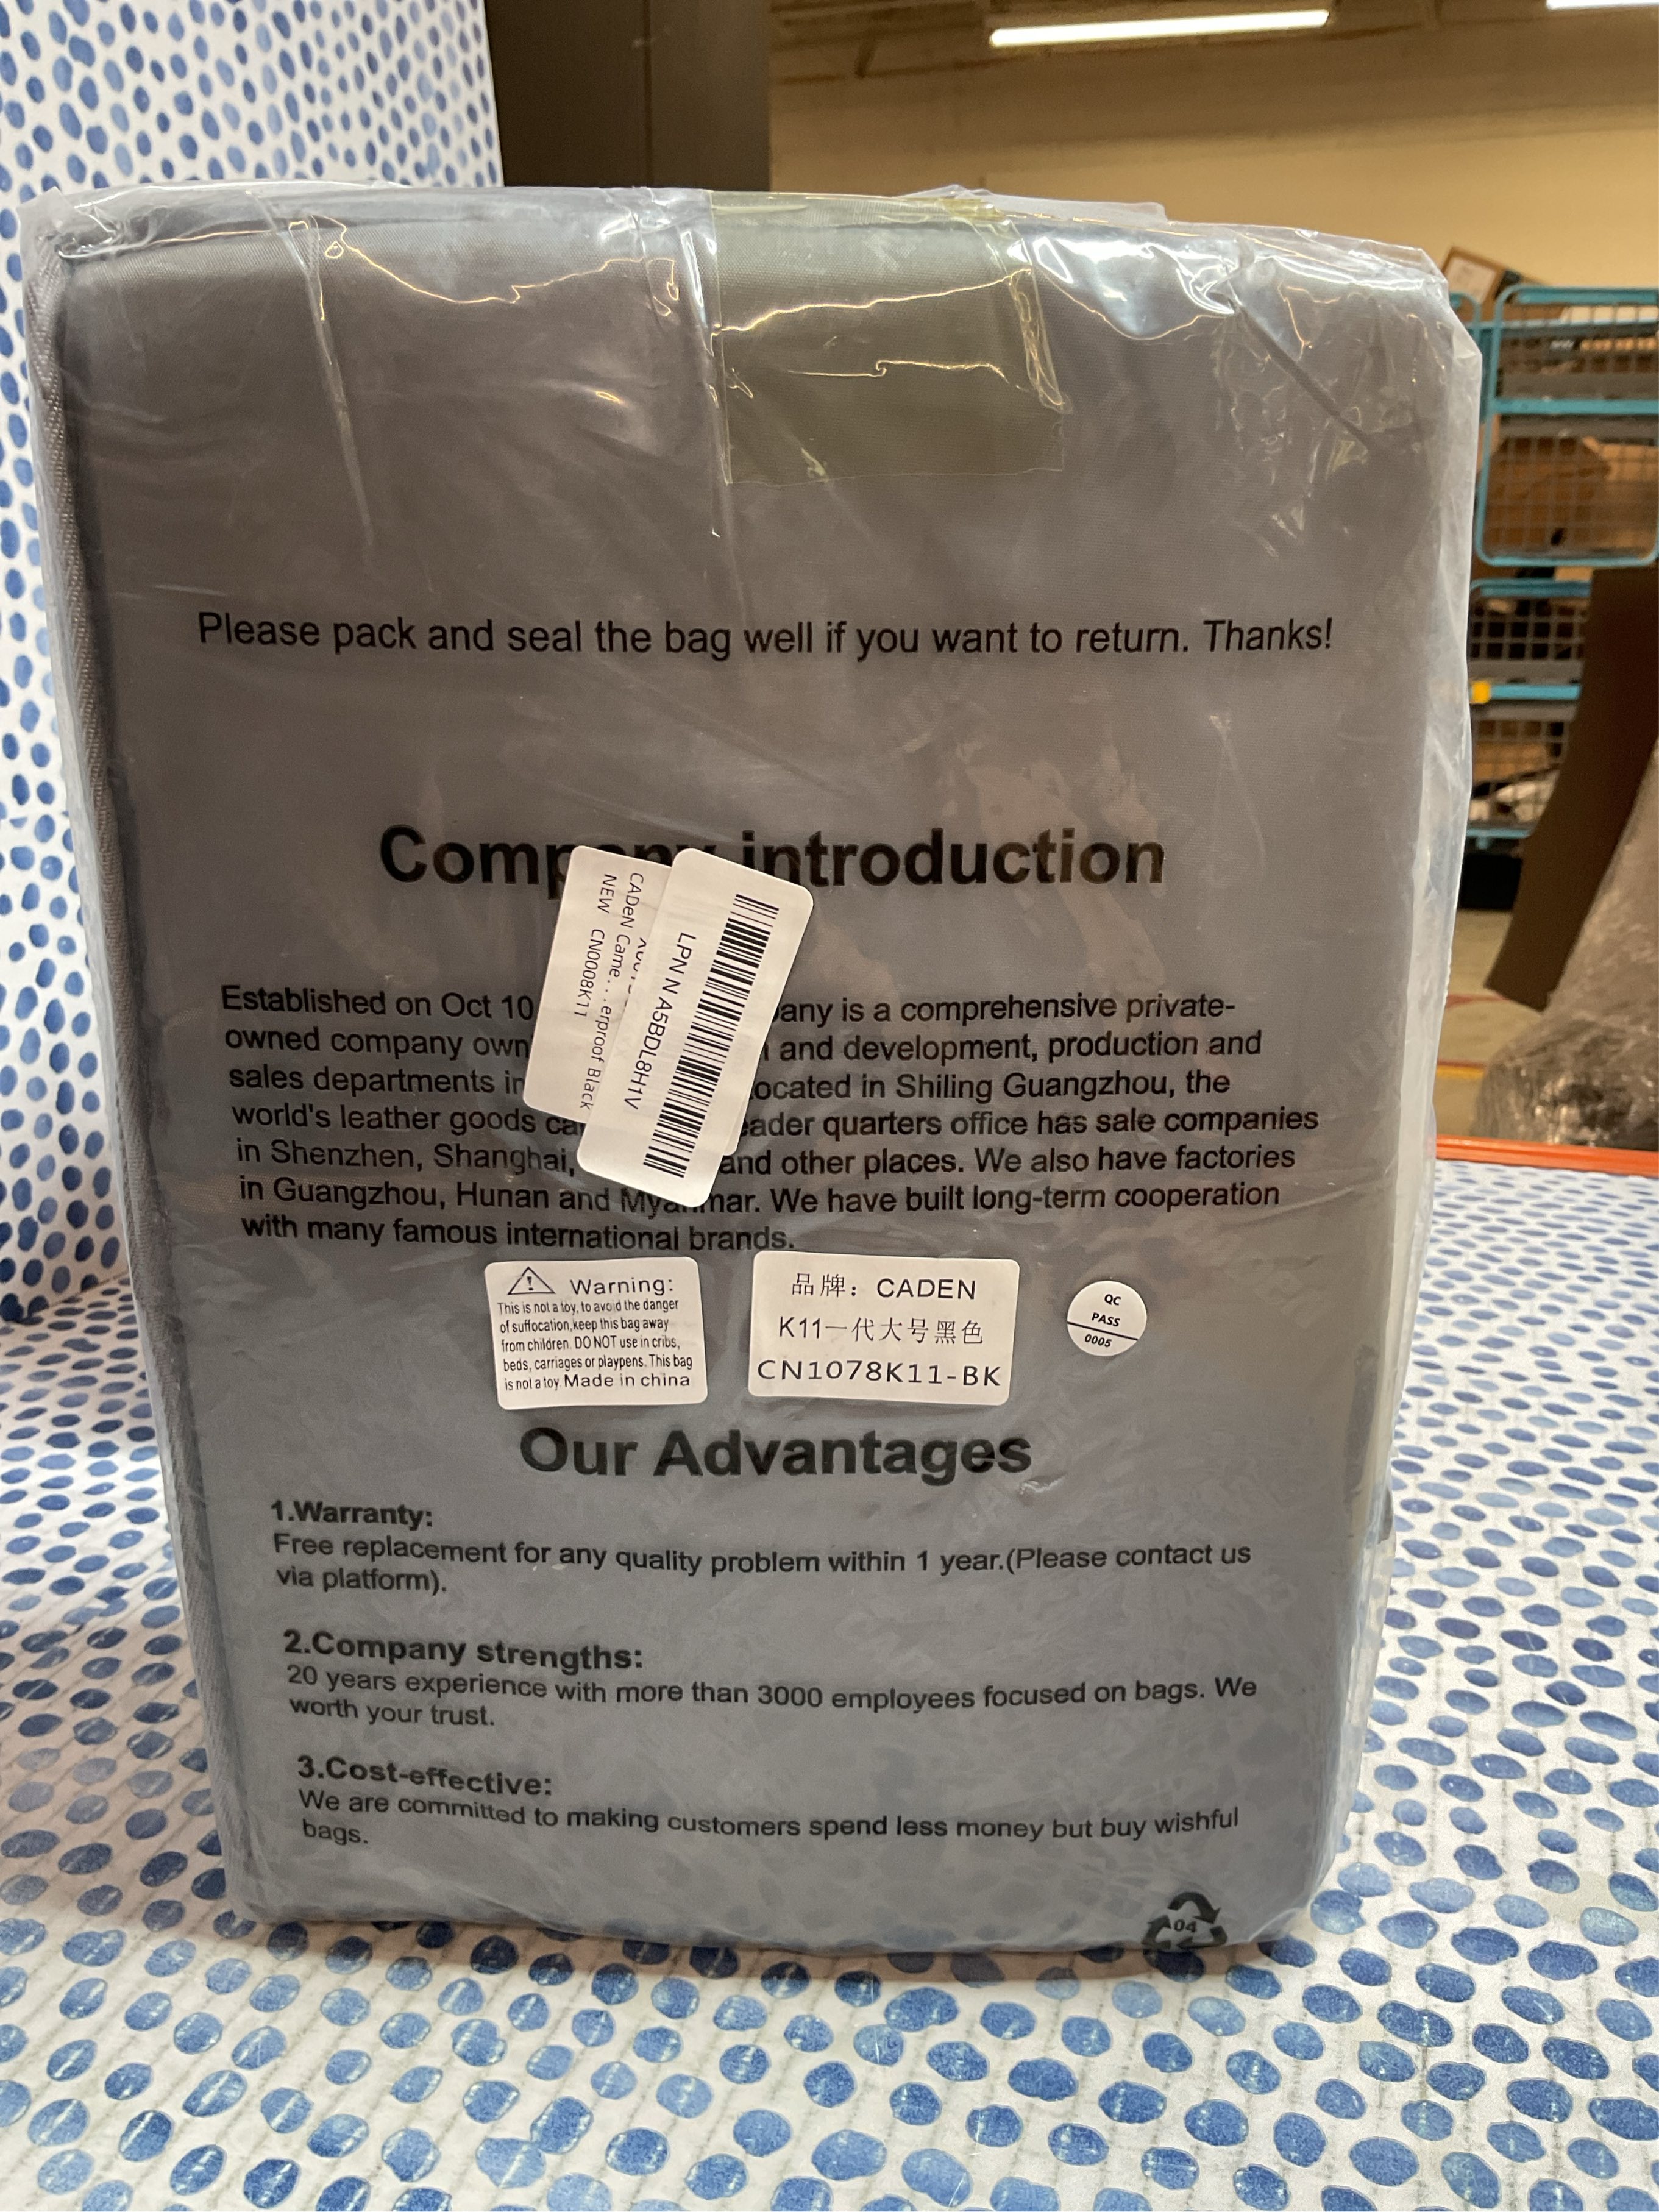 Please pack and seal the bag well if you want to return. Thanks!
Company introduction
CADeN Came...erproof Black
NEW CN0008K11
LPN N A5BDL8H1V
Established on Oct 10 any is a comprehensive private-
owned company own and development, production and
sales departments in ocated in Shiling Guangzhou, the
world's leather goods ca eader quarters office has sale companies
in Shenzhen, Shanghai, and other places. We also have factories
in Guangzhou, Hunan and Myanmar. We have built long-term cooperation
with many famous international brands.
Warning:
This is not a toy, to avoid the danger
of suffocation,keep this bag away
from children. DO NOT use in cribs,
beds, carriages or playpens. This bag
is not a toy Made in china
品牌：CADEN
K11一代大号黑色
CN1078K11-BK
QC
PASS
0005
Our Advantages
1.Warranty:
Free replacement for any quality problem within 1 year.(Please contact us
via platform).
2.Company strengths:
20 years experience with more than 3000 employees focused on bags. We
worth your trust.
3.Cost-effective:
We are committed to making customers spend less money but buy wishful
bags.
04